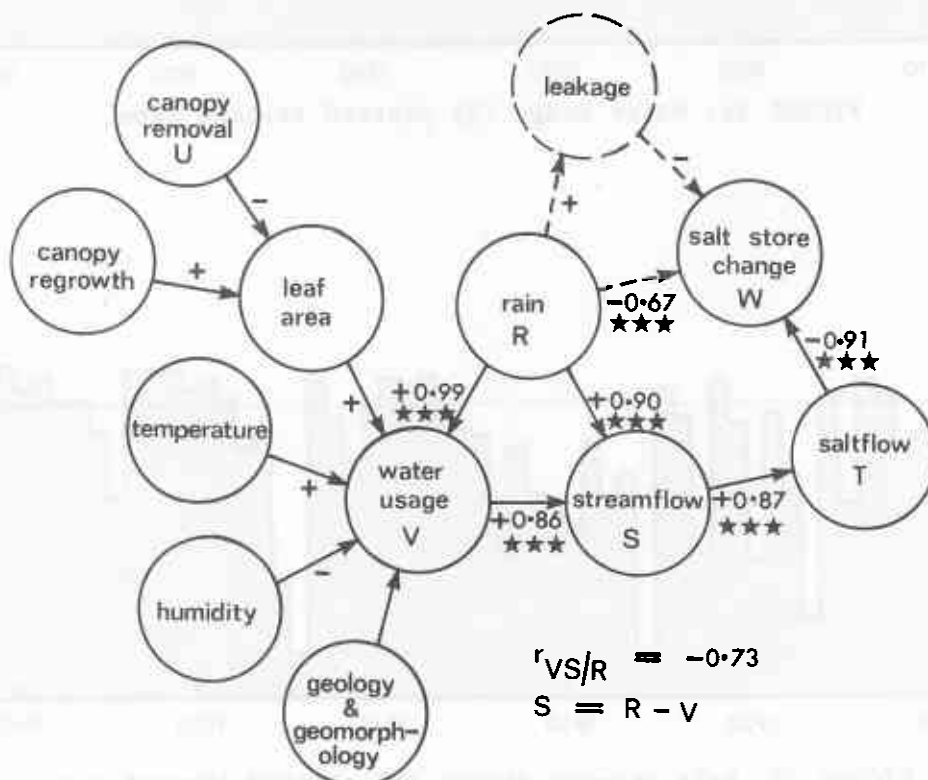 canopy
removal
U
canopy
regrowth
leaf
area
leakage
rain
R
salt store
change
W
temperature
humidity
geology
&
geomorph-
ology
water
usage
V
streamflow
S
saltflow
T
-
+
+
+
-
+
-
+0·99
★★★
+0·90
★★★
-0·67
★★★
-0·91
★★★
+0·86
★★★
+0·87
★★★
rVS/R = -0·73
S = R - V